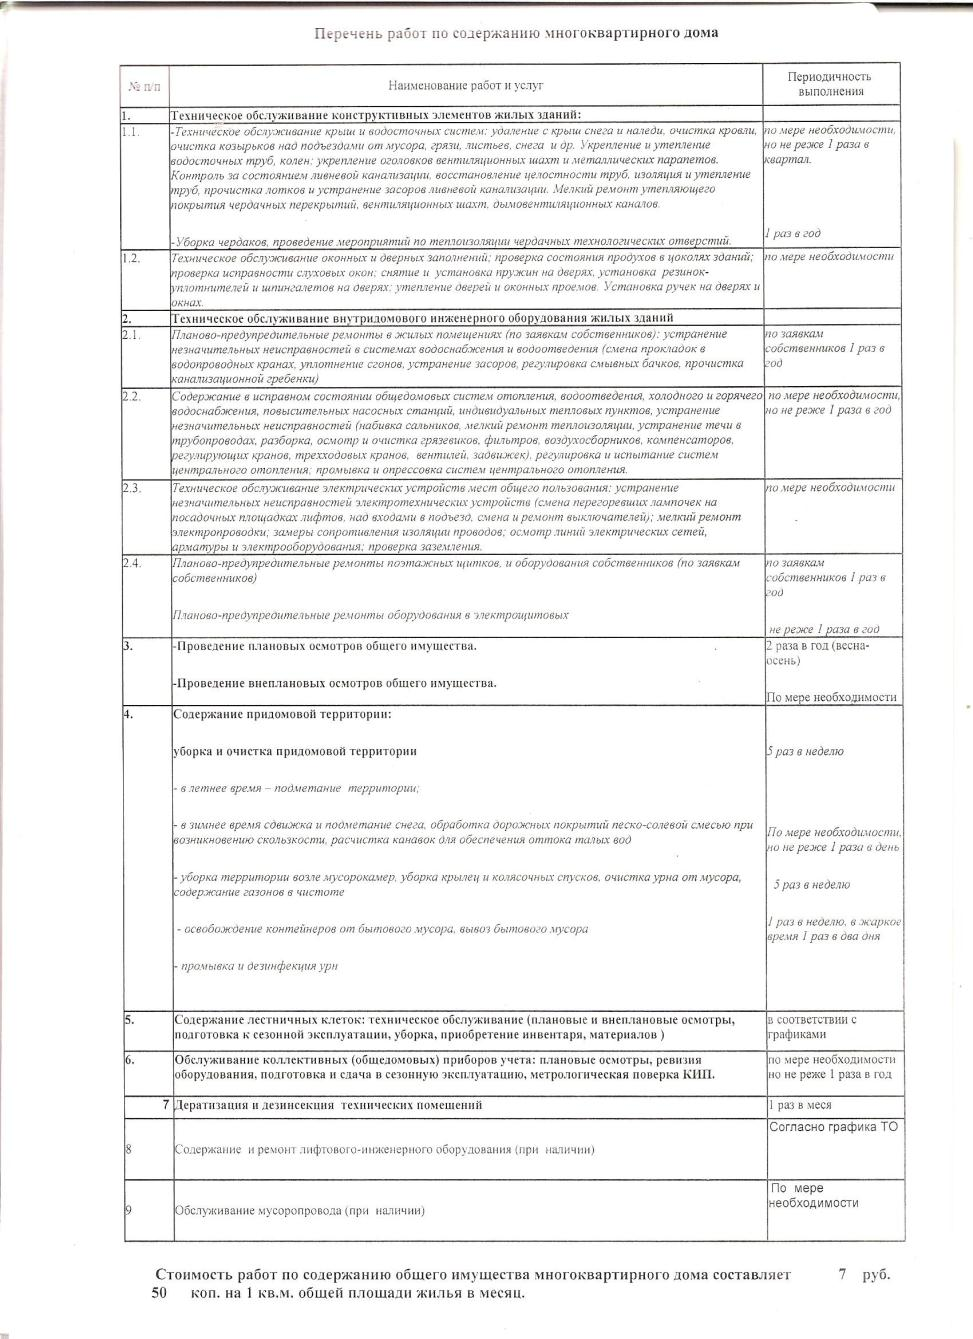 Перечень работ по содержанию многоквартирного дома
№ п/п
Наименование работ и услуг
Периодичность
выполнения
1.
Техническое обслуживание конструктивных элементов жилых зданий:
1.1.
-Техническое обслуживание крыш и водосточных систем: удаление с крыш снега и наледи, очистка кровли,
очистка козырьков над подъездами от мусора, грязи, листьев, снега и др. Укрепление и утепление
водосточных труб, колен; укрепление оголовков вентиляционных шахт и металлических парапетов.
Контроль за состоянием ливневой канализации, восстановление целостности труб, изоляция и утепление
труб, прочистка лотков и устранение засоров ливневой канализации. Мелкий ремонт утепляющего
покрытия чердачных перекрытий, вентиляционных шахт, дымовентиляционных каналов.
-Уборка чердаков, проведение мероприятий по теплоизоляции чердачных технологических отверстий.
по мере необходимости,
но не реже 1 раза в
квартал.
1 раз в год
1.2.
Техническое обслуживание оконных и дверных заполнений; проверка состояния продухов в цоколях зданий;
проверка исправности слуховых окон; снятие и установка пружин на дверях, установка резинок-
уплотнителей и шпингалетов на дверях; утепление дверей и оконных проемов. Установка ручек на дверях и
окнах.
по мере необходимости
2.
Техническое обслуживание внутридомового инженерного оборудования жилых зданий
2.1.
Планово-предупредительные ремонты в жилых помещениях (по заявкам собственников): устранение
незначительных неисправностей в системах водоснабжения и водоотведения (смена прокладок в
водопроводных кранах, уплотнение сгонов, устранение засоров, регулировка смывных бачков, прочистка
канализационной гребенки)
по заявкам
собственников 1 раз в
год
2.2.
Содержание в исправном состоянии общедомовых систем отопления, водоотведения, холодного и горячего
водоснабжения, повысительных насосных станций, индивидуальных тепловых пунктов, устранение
незначительных неисправностей (набивка сальников, мелкий ремонт теплоизоляции, устранение течи в
трубопроводах, разборка, осмотр и очистка грязевиков, фильтров, воздухосборников, компенсаторов,
регулирующих кранов, трехходовых кранов, вентилей, задвижек), регулировка и испытание систем
центрального отопления; промывка и опрессовка систем центрального отопления.
по мере необходимости,
но не реже 1 раза в год
2.3.
Техническое обслуживание электрических устройств мест общего пользования: устранение
незначительных неисправностей электротехнических устройств (смена перегоревших лампочек на
посадочных площадках лифтов, над входами в подъезд, смена и ремонт выключателей); мелкий ремонт
электропроводки; замеры сопротивления изоляции проводов; осмотр линий электрических сетей,
арматуры и электрооборудования; проверка заземления.
по мере необходимости
2.4.
Планово-предупредительные ремонты поэтажных щитков, и оборудования собственников (по заявкам
собственников)
Планово-предупредительные ремонты оборудования в электрощитовых
по заявкам
собственников 1 раз в
год
не реже 1 раза в год
3.
-Проведение плановых осмотров общего имущества.
-Проведение внеплановых осмотров общего имущества.
2 раза в год (весна-
осень)
По мере необходимости
4.
Содержание придомовой территории:
уборка и очистка придомовой территории
- в летнее время – подметание территории;
- в зимнее время сдвижка и подметание снега, обработка дорожных покрытий песко-солевой смесью при
возникновению скользкости, расчистка канавок для обеспечения оттока талых вод
- уборка территории возле мусорокамер, уборка крылец и колясочных спусков, очистка урна от мусора,
содержание газонов в чистоте
- освобождение контейнеров от бытового мусора, вывоз бытового мусора
- промывка и дезинфекция урн
5 раз в неделю
По мере необходимости,
но не реже 1 раза в день
5 раз в неделю
1 раз в неделю, в жаркое
время 1 раз в два дня
5.
Содержание лестничных клеток: техническое обслуживание (плановые и внеплановые осмотры,
подготовка к сезонной эксплуатации, уборка, приобретение инвентаря, материалов )
в соответствии с
графиками
6.
Обслуживание коллективных (общедомовых) приборов учета: плановые осмотры, ревизия
оборудования, подготовка и сдача в сезонную эксплуатацию, метрологическая поверка КИП.
по мере необходимости
но не реже 1 раза в год
7
Дератизация и дезинсекция технических помещений
1 раз в меся
8
Содержание и ремонт лифтового-инженерного оборудования (при наличии)
Согласно графика ТО
9
Обслуживание мусоропровода (при наличии)
По мере
необходимости
Стоимость работ по содержанию общего имущества многоквартирного дома составляет 7 руб.
50 коп. на 1 кв.м. общей площади жилья в месяц.